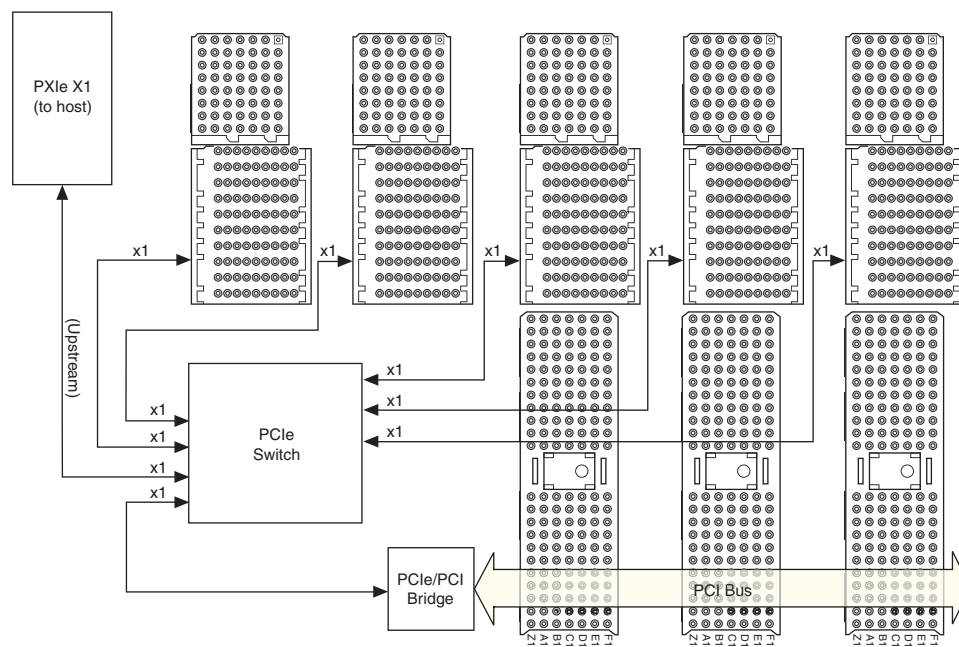 PXIe X1
(to host)
x1
x1
x1
x1
x1
(Upstream)
x1
x1
x1
x1
x1
x1
x1
PCIe
Switch
PCIe/PCI
Bridge
PCI Bus
Z1
A1
B1
C1
D1
E1
F1
Z1
A1
B1
C1
D1
E1
F1
Z1
A1
B1
C1
D1
E1
F1